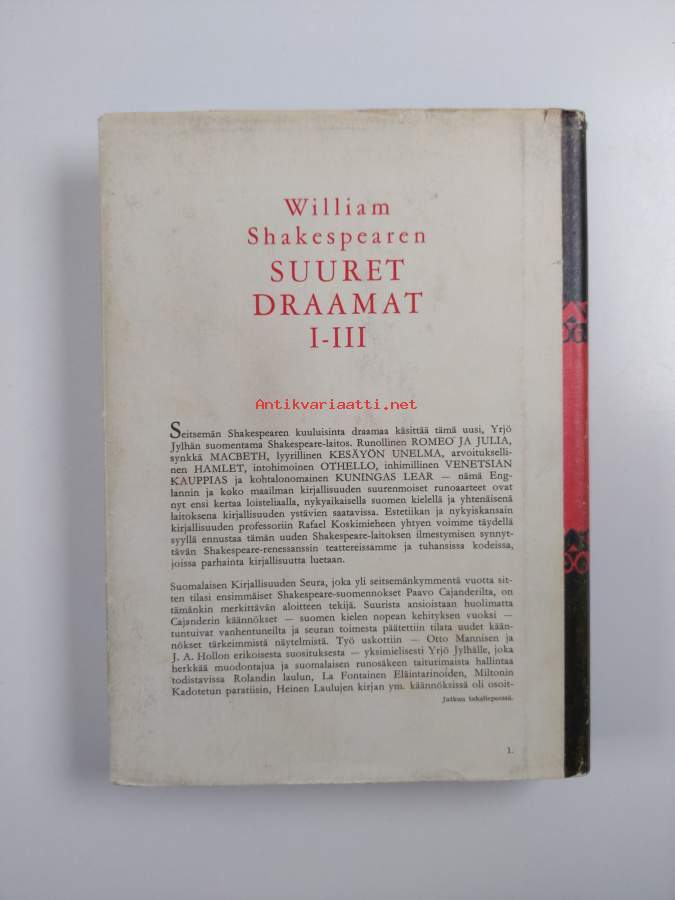 William
Shakespearen
SUURET
DRAAMAT
I-III
Antikvariaatti.net
Seitsemän Shakespearen kuuluisinta draamaa käsittää tämä uusi, Yrjö
Jylhän suomentama Shakespeare-laitos. Runollinen ROMEO JA JULIA,
synkkä MACBETH, lyyrillinen KESÄYÖN UNELMA, arvoitukselli-
nen HAMLET, intohimoinen OTHELLO, inhimillinen VENETSIAN
KAUPPIAS ja kohtalonomainen KUNINGAS LEAR — nämä Eng-
lannin ja koko maailman kirjallisuuden suurenmoiset runoaarteet ovat
nyt ensi kertaa loisteliaalla, nykyaikaisella suomen kielellä ja yhtenäisenä
laitoksena kirjallisuuden ystävien saatavissa. Estetiikan ja nykyiskansain
kirjallisuuden professoriin Rafael Koskimieheen yhtyen voimme täydellä
syyllä ennustaa tämän uuden Shakespeare-laitoksen ilmestymisen synnyt-
tävän Shakespeare-renessanssin teattereissamme ja tuhansissa kodeissa,
joissa parhainta kirjallisuutta luetaan.
Suomalaisen Kirjallisuuden Seura, joka yli seitsemänkymmentä vuotta sit-
ten tilasi ensimmäiset Shakespeare-suomennokset Paavo Cajanderilta, on
tämänkin merkittävän aloitteen tekijä. Suurista ansioistaan huolimatta
Cajanderin käännökset — suomen kielen nopean kehityksen vuoksi —
tuntuivat vanhentuneilta ja seuran toimesta päätettiin tilata uudet kään-
nökset tärkeimmistä näytelmistä. Työ uskottiin — Otto Mannisen ja
J. A. Hollon erikoisesta suosituksesta — yksimielisesti Yrjö Jylhälle, joka
herkkää muodontajua ja suomalaisen runosäkeen taiturimaista hallintaa
todistavissa Rolandin laulun, La Fontainen Eläintarinoiden, Miltonin
Kadotetun paratiisin, Heinen Laulujen kirjan ym. käännöksissä oli osoit-
Jatkuu takaliepeessä.
1.